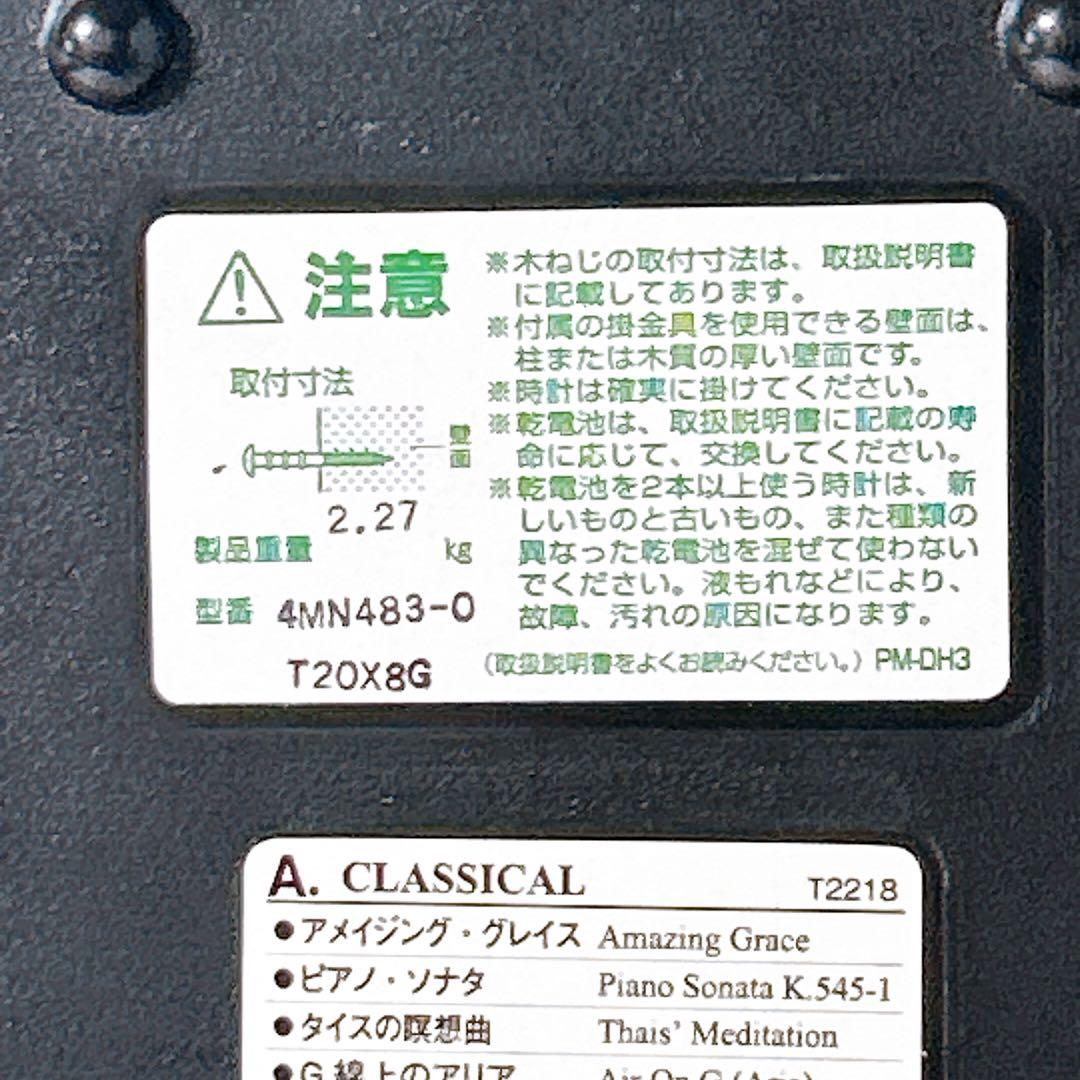 注意
取付寸法
壁面
2.27
製品重量 kg
型番 4MN483-0
T20X8G
※木ねじの取付寸法は、取扱説明書
に記載してあります。
※付属の掛金具を使用できる壁面は、
柱または木質の厚い壁面です。
※時計は確実に掛けてください。
※乾電池は、取扱説明書に記載の寿
命に応じて、交換してください。
※乾電池を2本以上使う時計は、新
しいものと古いもの、また種類の
異なった乾電池を混ぜて使わない
でください。液もれなどにより、
故障、汚れの原因になります。
(取扱説明書をよくお読みください。) PM-DH3
A. CLASSICAL T2218
●アメイジング・グレイス Amazing Grace
●ピアノ・ソナタ Piano Sonata K.545-1
●タイスの瞑想曲 Thais' Meditation
●G線上のアリア Air On G (Aria)